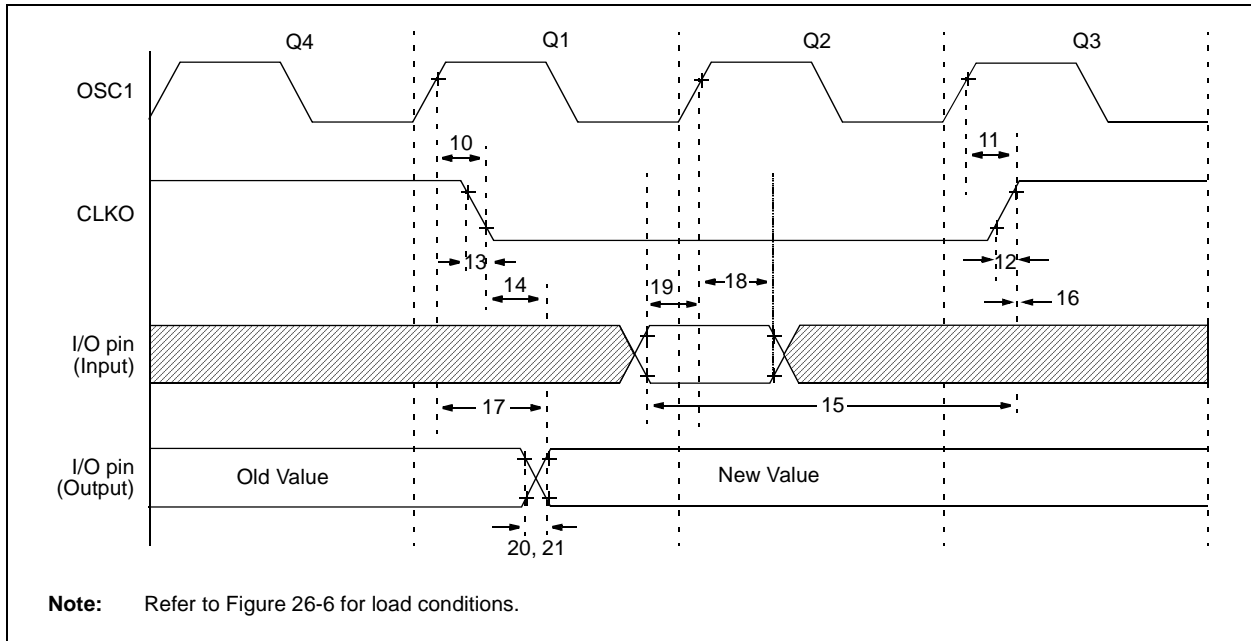 Q4 Q1 Q2 Q3
OSC1
10 11
CLKO
13 12
14 19 18 16
I/O pin
(Input)
17 15
I/O pin
(Output)
Old Value New Value
20, 21
Note: Refer to Figure 26-6 for load conditions.